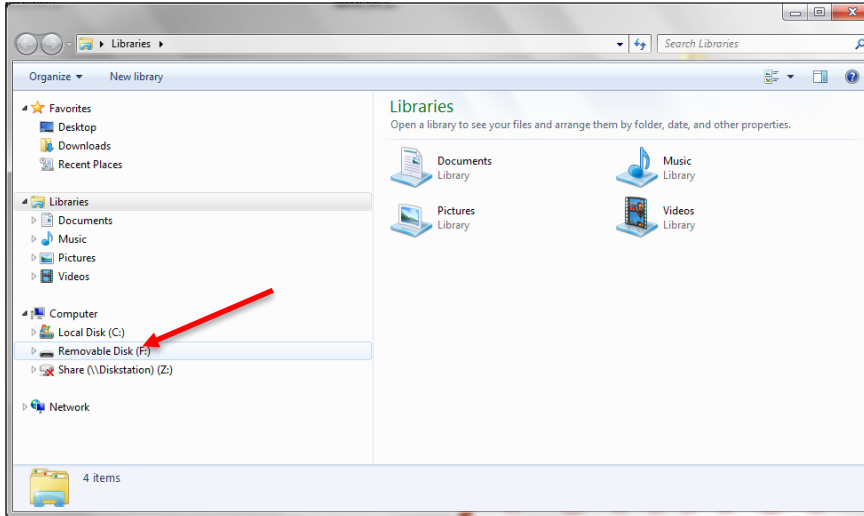 Libraries
Search Libraries
Organize New library
Favorites
Desktop
Downloads
Recent Places
Libraries
Documents
Music
Pictures
Videos
Computer
Local Disk (C:)
Removable Disk (F:)
Share (\\Diskstation) (Z:)
Network
Libraries
Open a library to see your files and arrange them by folder, date, and other properties.
Documents
Library
Music
Library
Pictures
Library
Videos
Library
4 items